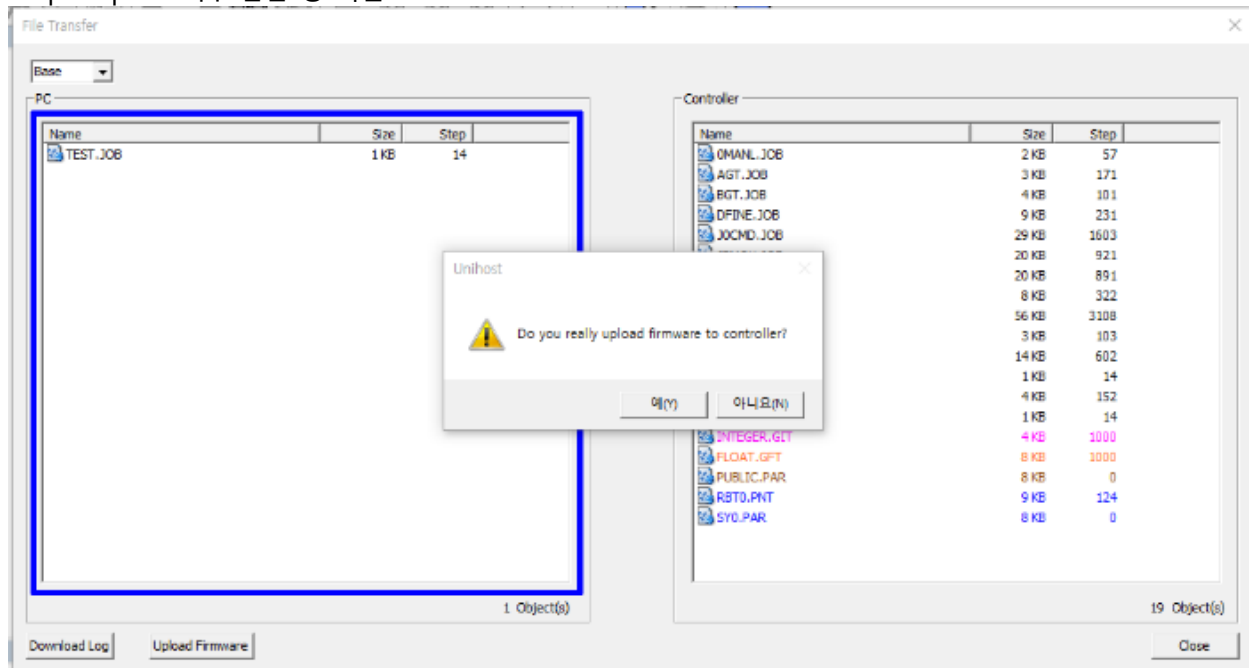 File Transfer
Base
PC
Controller
Name Size Step
TEST.JOB 1 KB 14
1 Object(s)
Name Size Step
0MANL.JOB 2 KB 57
AGT.JOB 3 KB 171
BGT.JOB 4 KB 101
DFINE.JOB 9 KB 231
JOCMD.JOB 29 KB 1603
20 KB 921
20 KB 891
8 KB 322
56 KB 3108
3 KB 103
14 KB 602
1 KB 14
4 KB 152
1 KB 14
INTEGER.GIT 4 KB 1000
FLOAT.GFT 8 KB 1000
PUBLIC.PAR 8 KB 0
RBT0.PNT 9 KB 124
SY0.PAR 8 KB 0
19 Object(s)
Unihost
Do you really upload firmware to controller?
예(Y) 아니요(N)
Download Log Upload Firmware Close